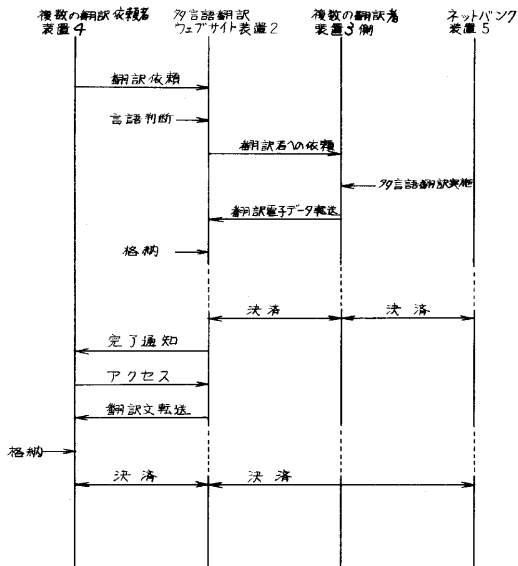 複数の翻訳依頼者
装置4
多言語翻訳
ウェブサイト装置2
複数の翻訳者
装置3側
ネットバンク
装置5
翻訳依頼
言語判断
翻訳者への依頼
多言語翻訳実施
翻訳電子データ転送
格納
決済
決済
完了通知
アクセス
翻訳文転送
格納
決済
決済